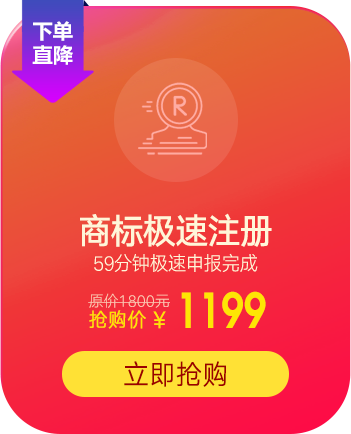 下单
直降
R
商标极速注册
59分钟极速申报完成
原价1800元
抢购价 ¥ 1199
立即抢购